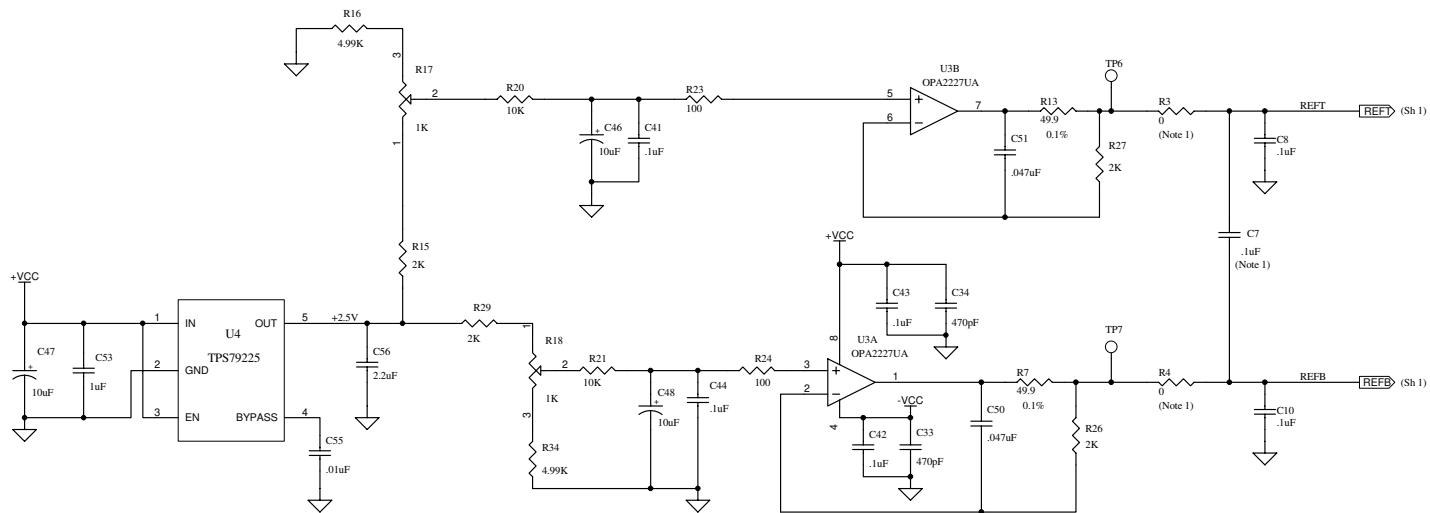 R16
4.99K
3
R17
2
1K
1
R20
10K
C46
+
10uF
C41
.1uF
R23
100
U3B
OPA2227UA
5
+
6
−
7
C51
.047uF
R13
49.9
0.1%
TP6
R27
2K
R3
0
(Note 1)
REFT
REFT
(Sh 1)
C8
.1uF
C7
.1uF
(Note 1)
R15
2K
+VCC
C47
+
10uF
C53
1uF
1
IN
2
GND
3
EN
U4
TPS79225
OUT
5
BYPASS
4
+2.5V
C55
.01uF
C56
2.2uF
R29
2K
1
R18
2
1K
3
R34
4.99K
R21
10K
C48
+
10uF
C44
.1uF
R24
100
+VCC
C43
.1uF
C34
470pF
8
U3A
OPA2227UA
3
+
2
−
1
4
-VCC
C42
.1uF
C33
470pF
C50
.047uF
R7
49.9
0.1%
TP7
R26
2K
R4
0
(Note 1)
REFB
REFB
(Sh 1)
C10
.1uF